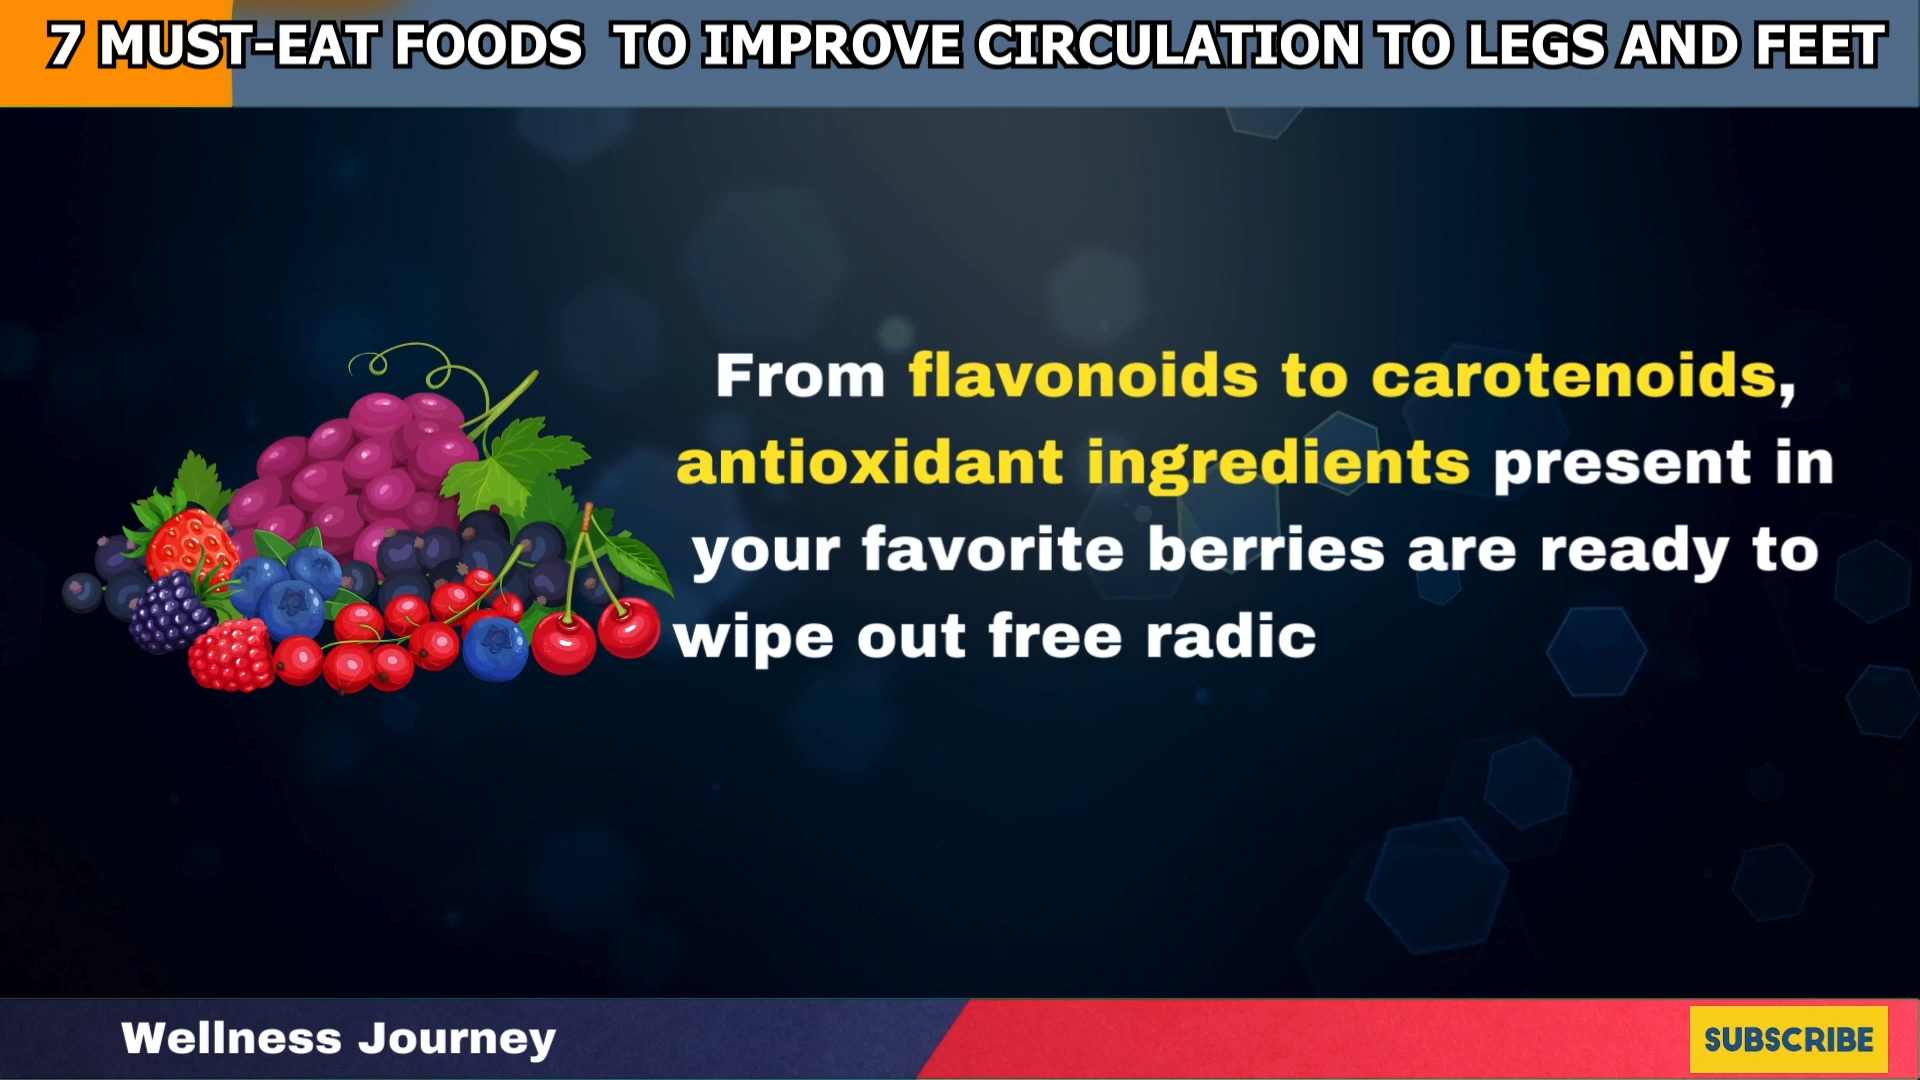 7 MUST-EAT FOODS TO IMPROVE CIRCULATION TO LEGS AND FEET
From flavonoids to carotenoids,
antioxidant ingredients present in
your favorite berries are ready to
wipe out free radic
Wellness Journey
SUBSCRIBE